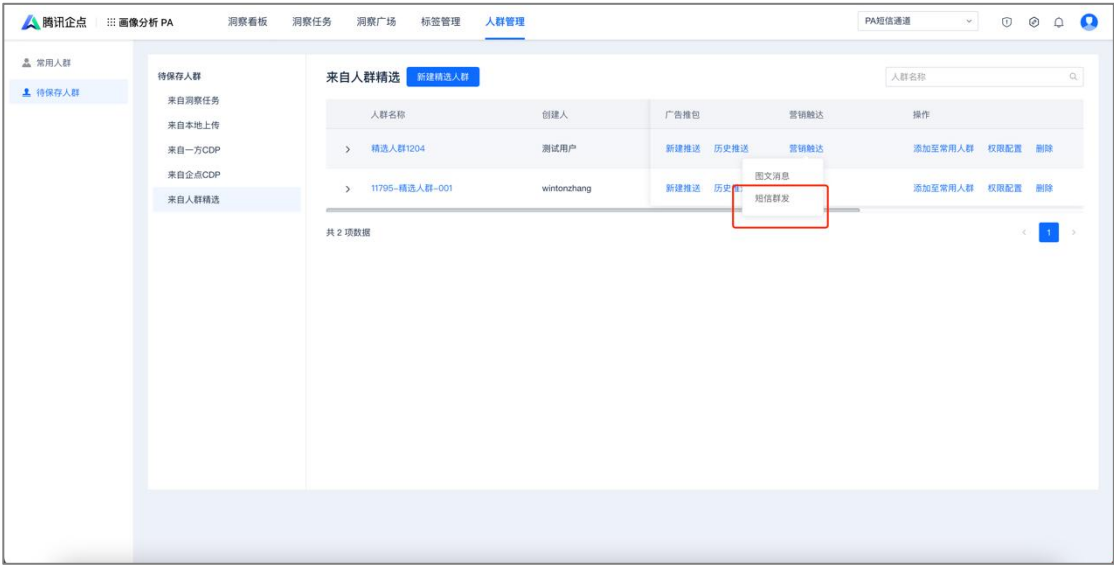 腾讯企点 画像分析 PA 洞察看板 洞察任务 洞察广场 标签管理 人群管理 PA短信通道
常用人群
待保存人群
待保存人群
来自洞察任务
来自本地上传
来自一方CDP
来自企点CDP
来自人群精选
来自人群精选 新建精选人群 人群名称
人群名称 创建人 广告推包 营销触达 操作
精选人群1204 测试用户 新建推送 历史推送 营销触达 添加至常用人群 权限配置 删除
图文消息
11795-精选人群-001 wintonzhang 新建推送 历史推 添加至常用人群 权限配置 删除
短信群发
共 2 项数据 1